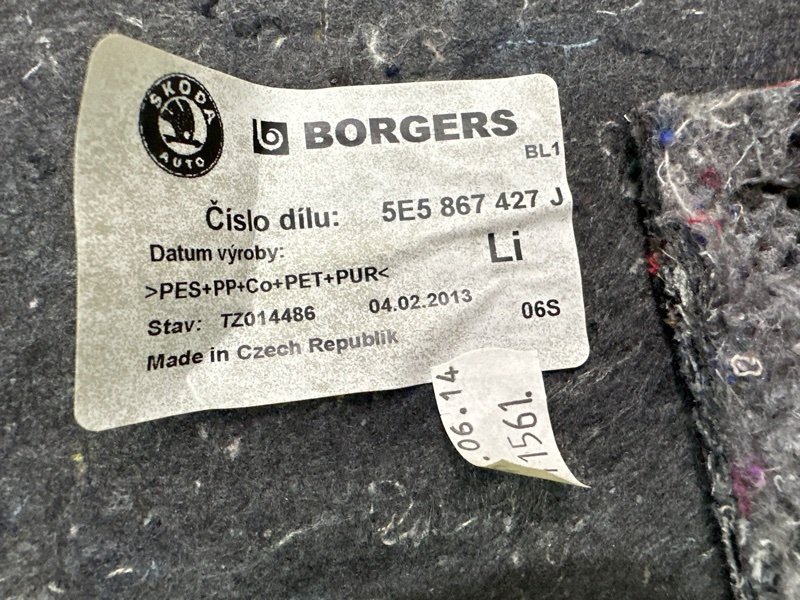 ŠKODA
AUTO
BORGERS
BL1
Číslo dílu: 5E5 867 427 J
Datum výroby: Li
>PES+PP+Co+PET+PUR<
Stav: TZ014486 04.02.2013 06S
Made in Czech Republik
.06.14
1561.